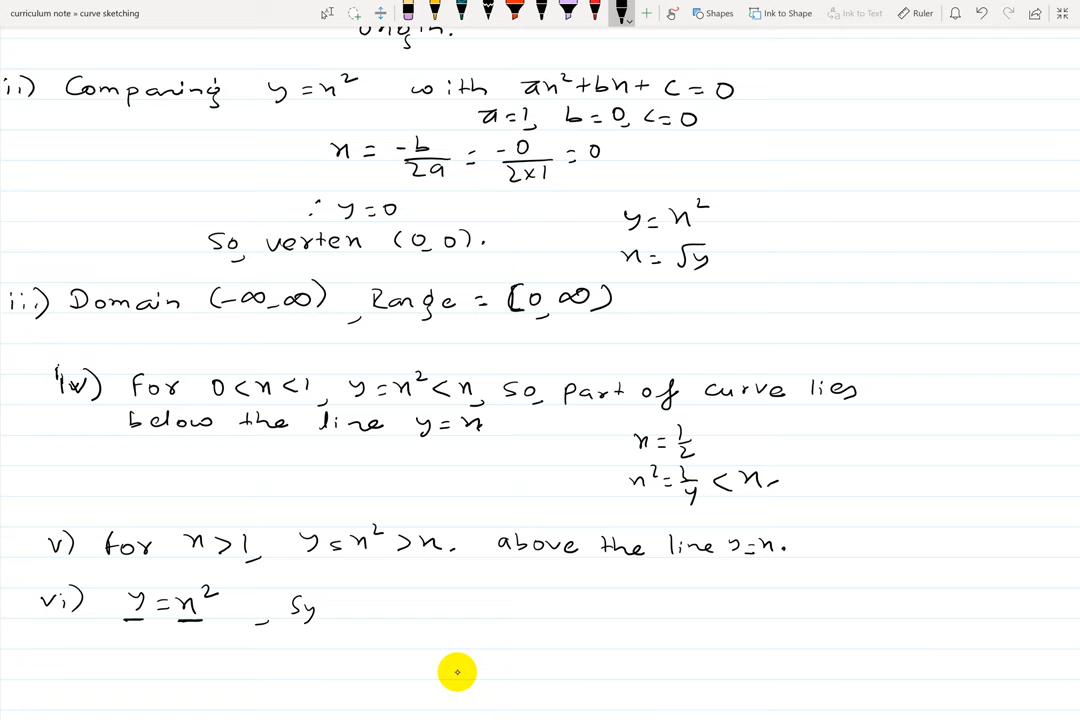 curriculum note » curve sketching
Shapes Ink to Shape Ink to Text Ruler
origin.
ii) Comparing y = x² with ax² + bx + c = 0
a=1, b=0, c=0
x = -b/2a = -0/2×1 = 0
∴ y = 0
y = x²
So, vertex (0, 0).
x = √y
iii) Domain (-∞, ∞), Range = [0, ∞)
iv) For 0 < x < 1, y = x² < x, so, part of curve lies
below the line y = x
x = 1/2
x² = 1/4 < x.
v) for x > 1, y = x² > x. above the line y = x.
vi) y = x², Sy